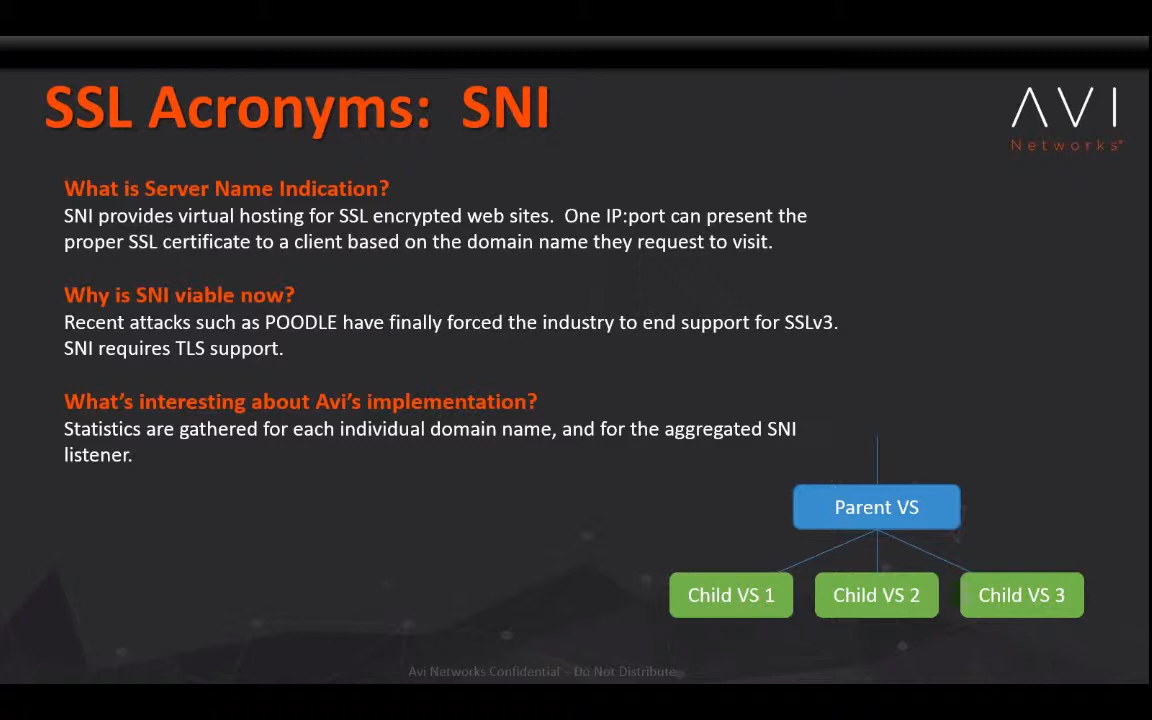 SSL Acronyms: SNI
AVI
Networks
What is Server Name Indication?
SNI provides virtual hosting for SSL encrypted web sites. One IP:port can present the
proper SSL certificate to a client based on the domain name they request to visit.
Why is SNI viable now?
Recent attacks such as POODLE have finally forced the industry to end support for SSLv3.
SNI requires TLS support.
What's interesting about Avi's implementation?
Statistics are gathered for each individual domain name, and for the aggregated SNI
listener.
Parent VS
Child VS 1
Child VS 2
Child VS 3
Avi Networks Confidential - Do Not Distribute